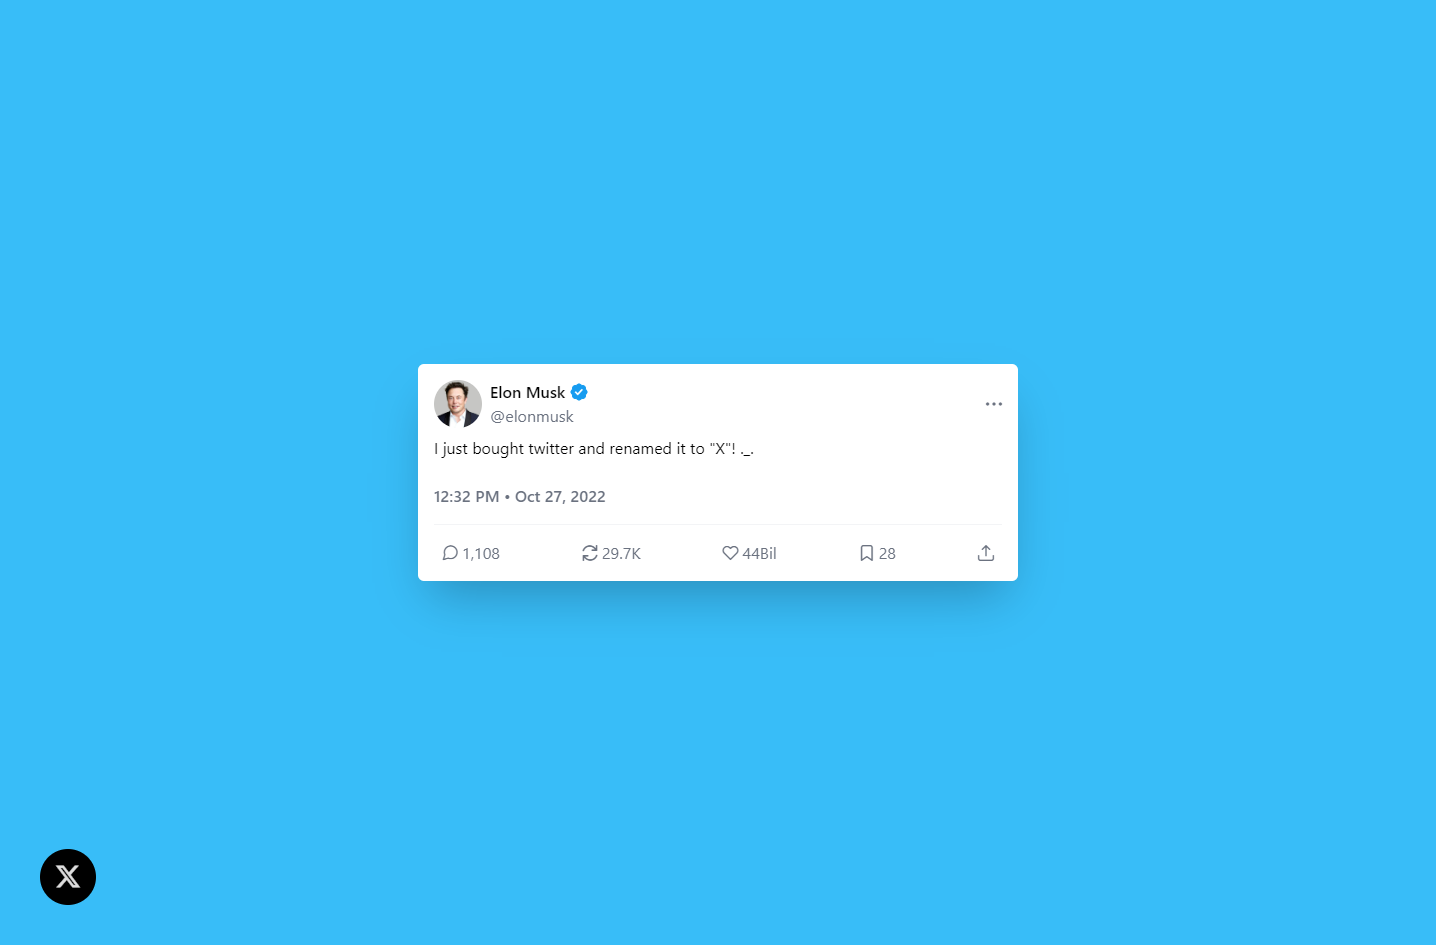 Elon Musk
@elonmusk
I just bought twitter and renamed it to "X"! ._.
12:32 PM • Oct 27, 2022
1,108 29.7K 44Bil 28
X